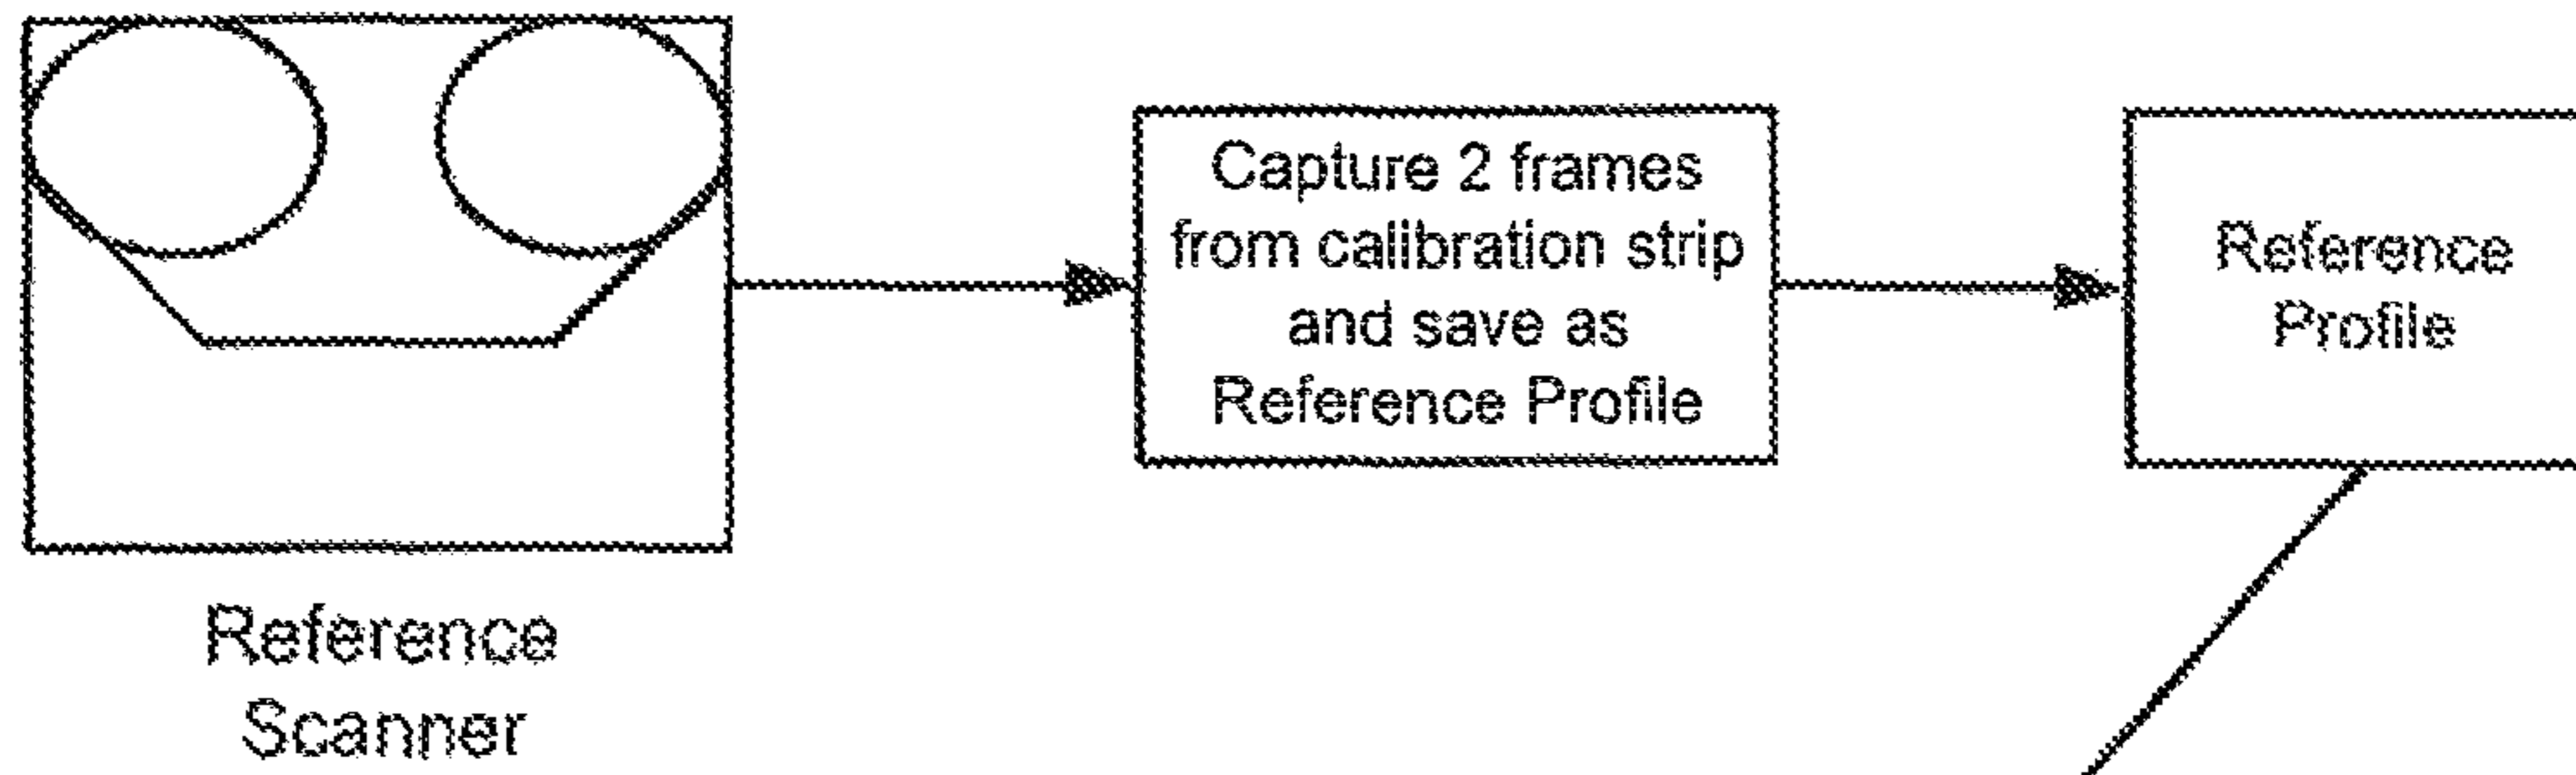 Capture 2 frames
from calibration strip
and save as
Reference Profile
Reference
Profile
Reference
Scanner